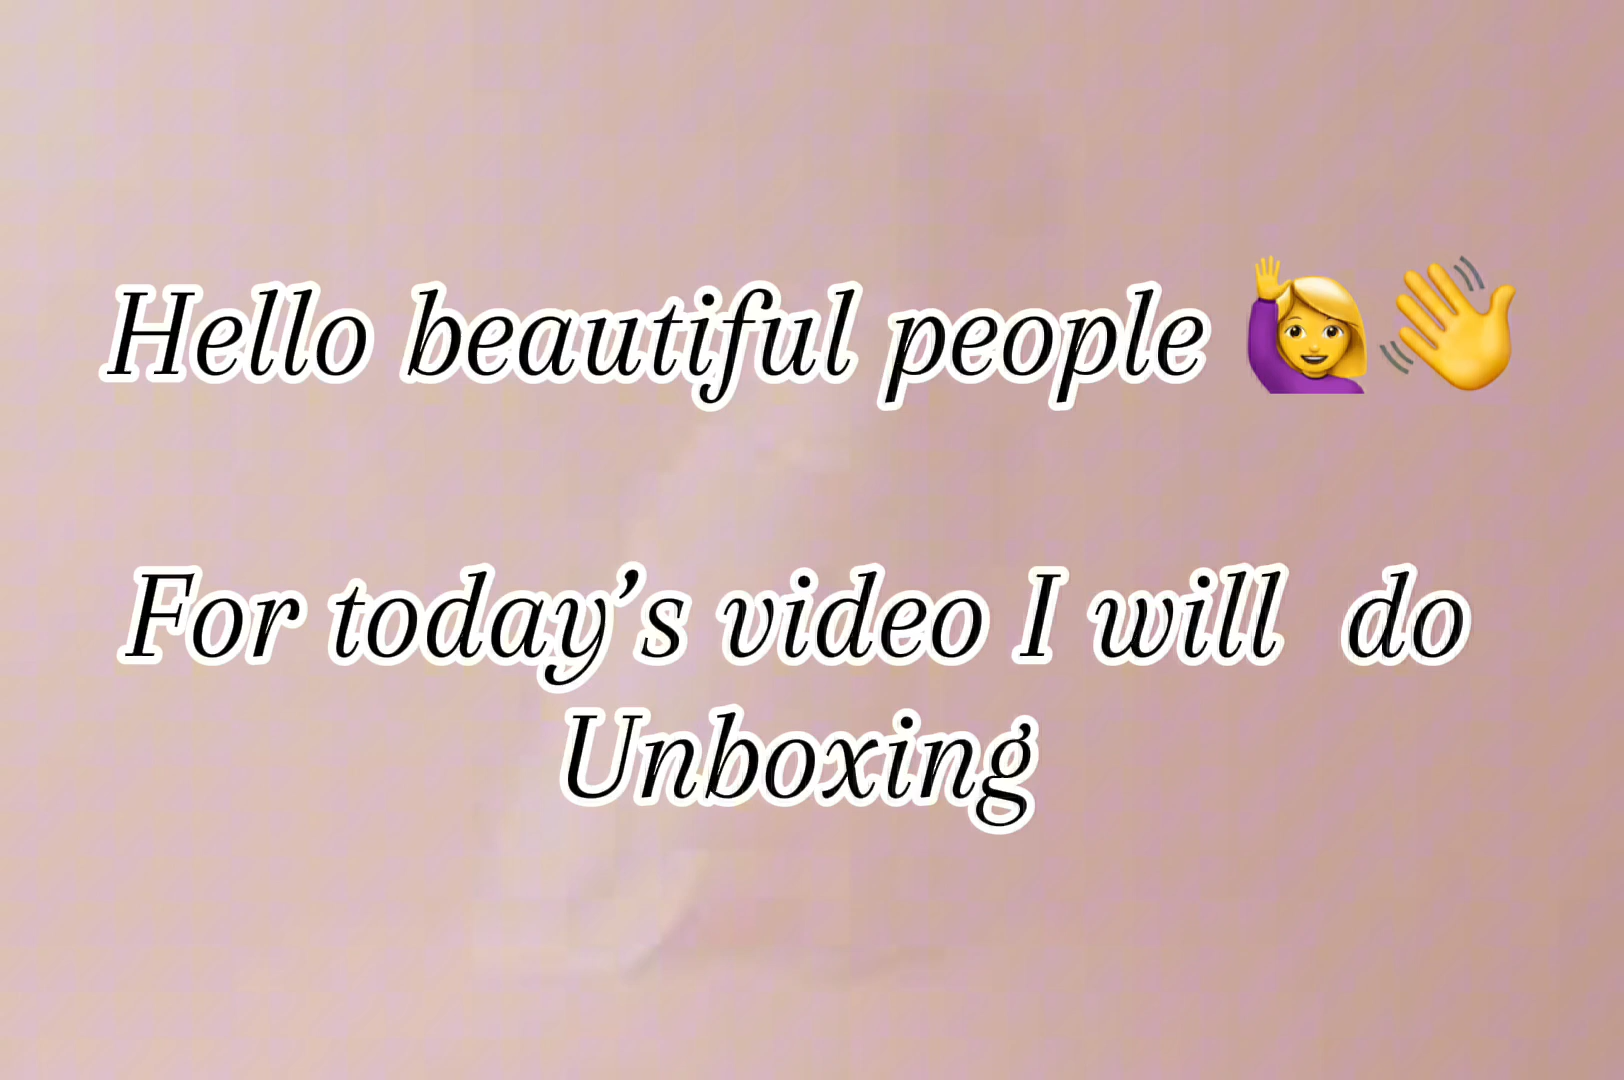 Hello beautiful people 🙋‍♀️👋
For today’s video I will  do
Unboxing